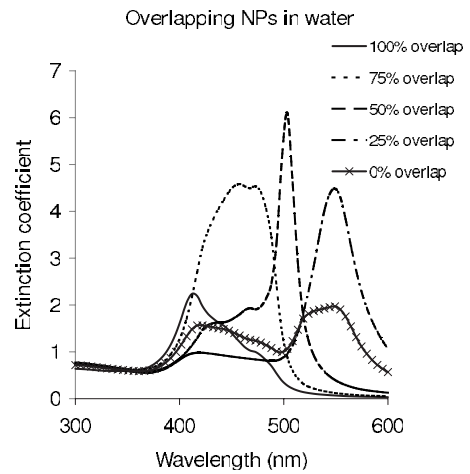 Overlapping NPs in water
100% overlap
75% overlap
50% overlap
25% overlap
0% overlap
7
6
5
4
3
2
1
0
Extinction coefficient
300 400 500 600
Wavelength (nm)